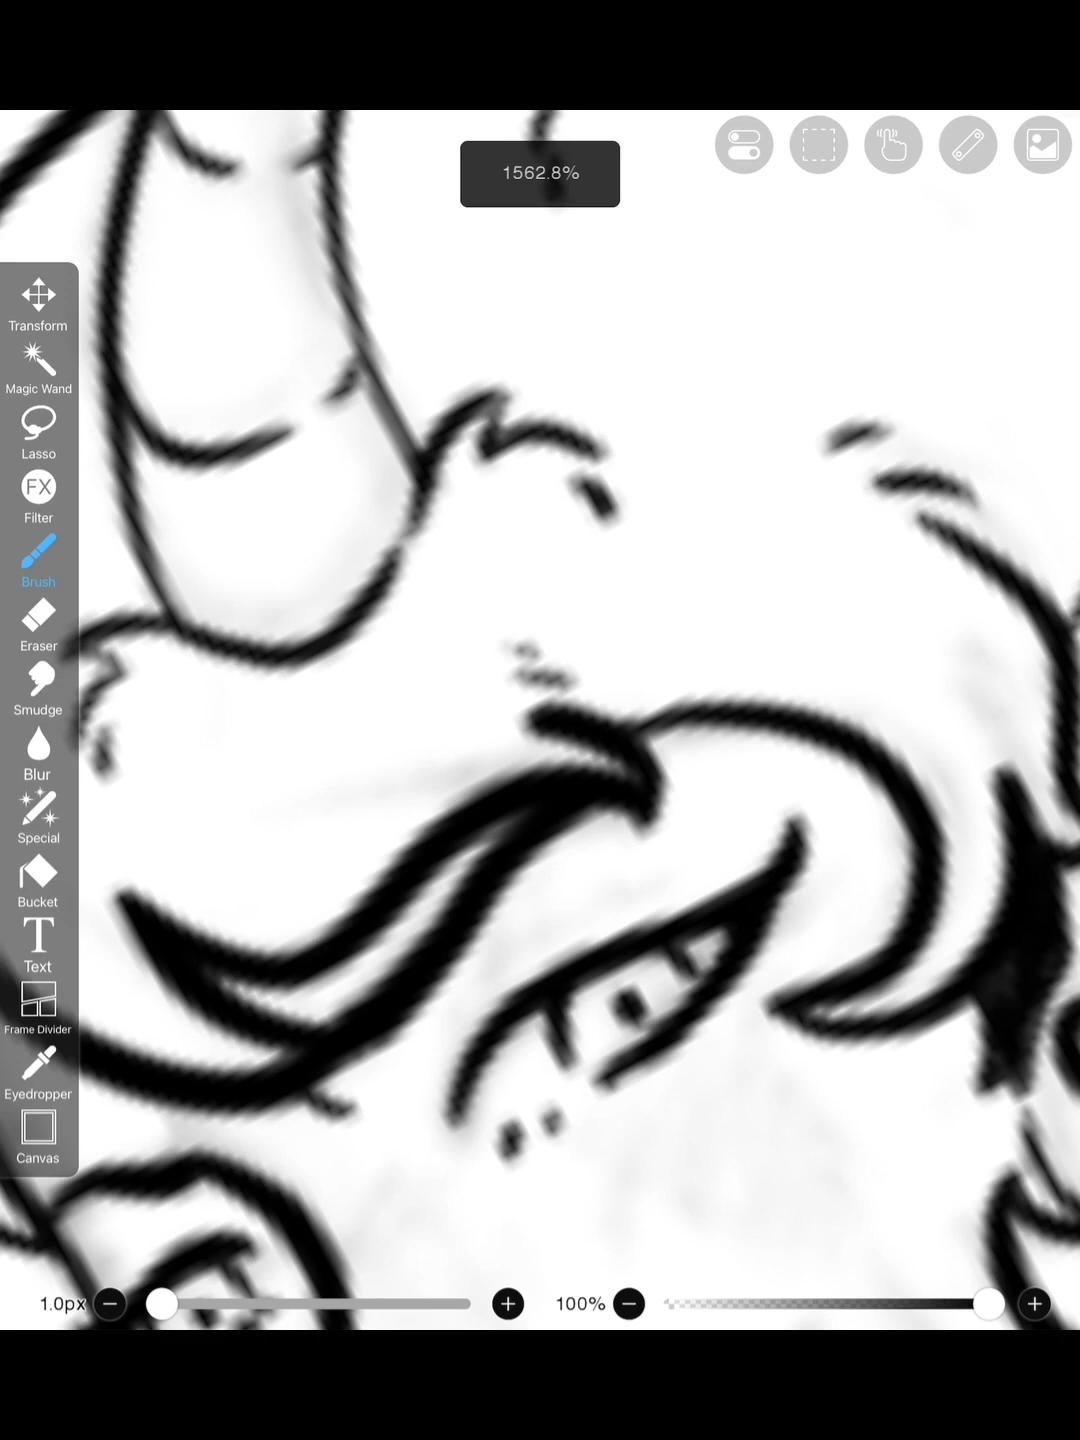 1562.8%
Transform
Magic Wand
Lasso
FX
Filter
Brush
Eraser
Smudge
Blur
Special
Bucket
T
Text
Frame Divider
Eyedropper
Canvas
1.0px
100%